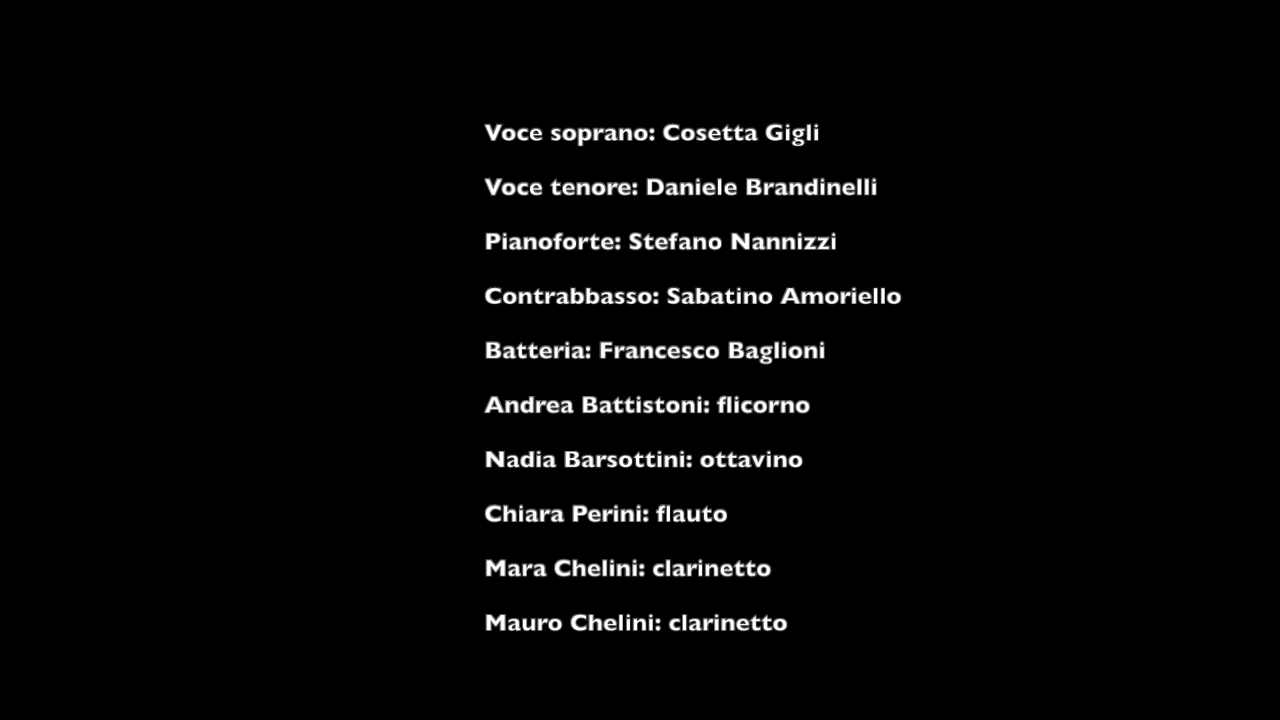 Voce soprano: Cosetta Gigli
Voce tenore: Daniele Brandinelli
Pianoforte: Stefano Nannizzi
Contrabbasso: Sabatino Amoriello
Batteria: Francesco Baglioni
Andrea Battistoni: flicorno
Nadia Barsottini: ottavino
Chiara Perini: flauto
Mara Chelini: clarinetto
Mauro Chelini: clarinetto